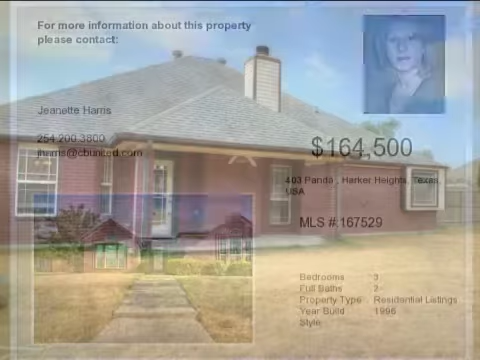 For more information about this property
please contact:
Jeanette Harris
254.200.3800
jharris@cbunited.com
$164,500
403 Panda , Harker Heights, Texas,
USA
MLS # 167529
Bedrooms 3
Full Baths 2
Property Type Residential Listings
Year Build 1996
Style